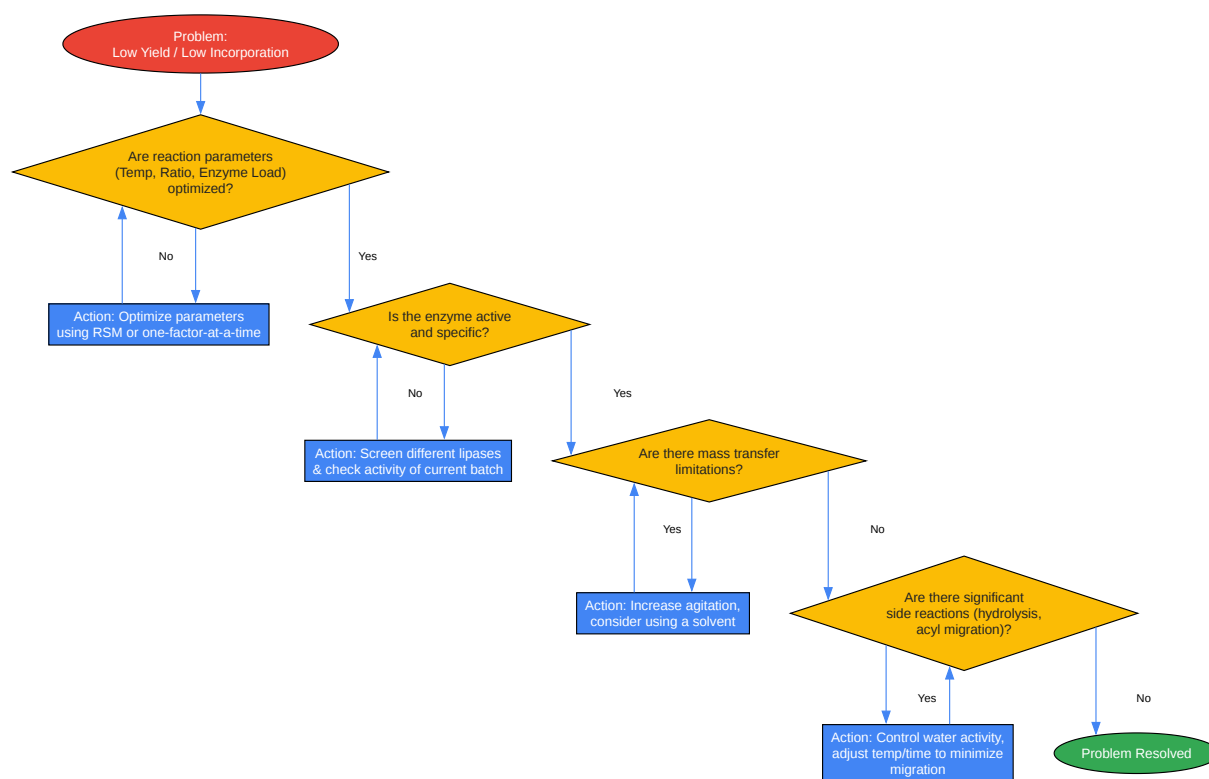 Problem:
Low Yield / Low Incorporation
Are reaction parameters
(Temp, Ratio, Enzyme Load)
optimized?
No
Yes
Action: Optimize parameters
using RSM or one-factor-at-a-time
Is the enzyme active
and specific?
No
Yes
Action: Screen different lipases
& check activity of current batch
Are there mass transfer
limitations?
Yes
No
Action: Increase agitation,
consider using a solvent
Are there significant
side reactions (hydrolysis,
acyl migration)?
Yes
No
Action: Control water activity,
adjust temp/time to minimize
migration
Problem Resolved